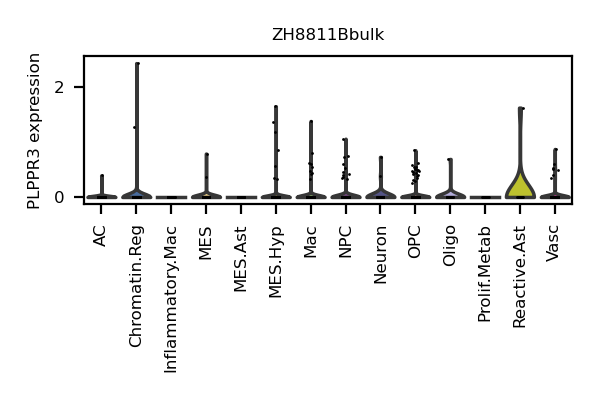 ZH8811Bbulk
PLPPR3 expression
2
0
AC
Chromatin.Reg
Inflammatory.Mac
MES
MES.Ast
MES.Hyp
Mac
NPC
Neuron
OPC
Oligo
Prolif.Metab
Reactive.Ast
Vasc